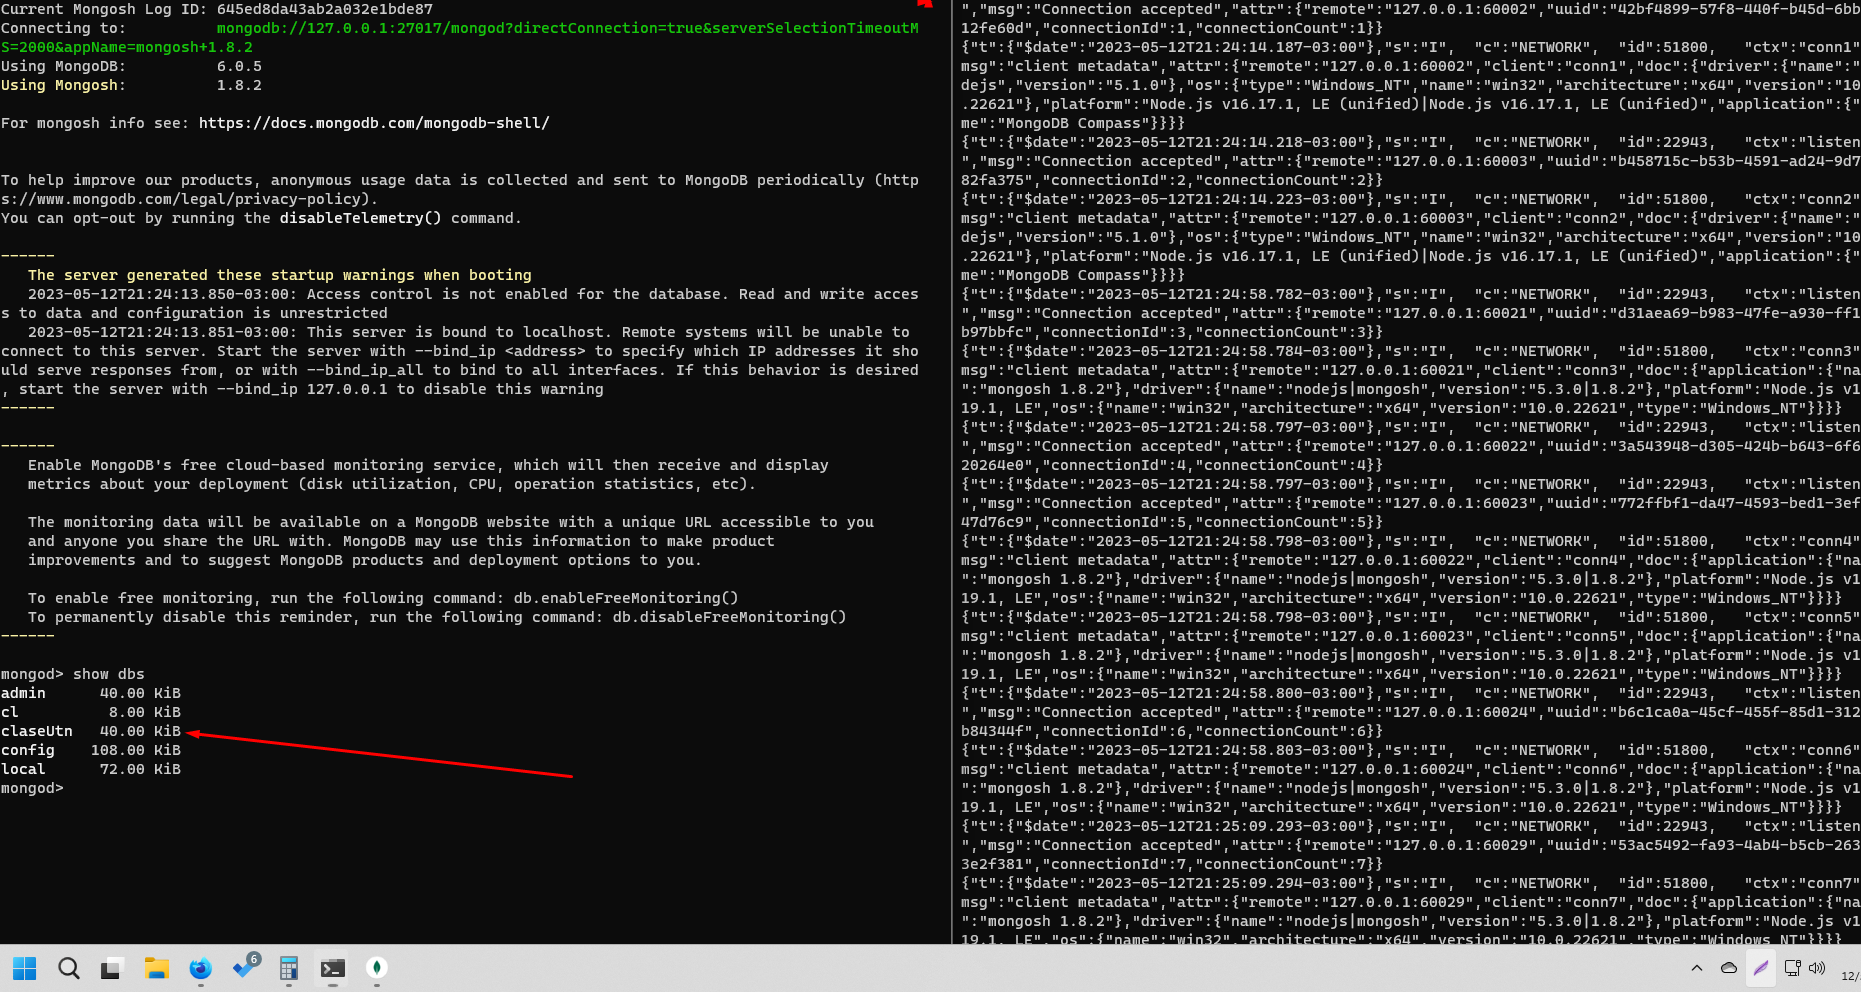 Current Mongosh Log ID: 645ed8da43ab2a032e1bde87
Connecting to:          mongodb://127.0.0.1:27017/mongod?directConnection=true&serverSelectionTimeoutM
S=2000&appName=mongosh+1.8.2
Using MongoDB:          6.0.5
Using Mongosh:          1.8.2
For mongosh info see: https://docs.mongodb.com/mongodb-shell/
To help improve our products, anonymous usage data is collected and sent to MongoDB periodically (http
s://www.mongodb.com/legal/privacy-policy).
You can opt-out by running the disableTelemetry() command.
------
The server generated these startup warnings when booting
2023-05-12T21:24:13.850-03:00: Access control is not enabled for the database. Read and write acces
s to data and configuration is unrestricted
2023-05-12T21:24:13.851-03:00: This server is bound to localhost. Remote systems will be unable to
connect to this server. Start the server with --bind_ip <address> to specify which IP addresses it sho
uld serve responses from, or with --bind_ip_all to bind to all interfaces. If this behavior is desired
, start the server with --bind_ip 127.0.0.1 to disable this warning
------
------
Enable MongoDB's free cloud-based monitoring service, which will then receive and display
metrics about your deployment (disk utilization, CPU, operation statistics, etc).
The monitoring data will be available on a MongoDB website with a unique URL accessible to you
and anyone you share the URL with. MongoDB may use this information to make product
improvements and to suggest MongoDB products and deployment options to you.
To enable free monitoring, run the following command: db.enableFreeMonitoring()
To permanently disable this reminder, run the following command: db.disableFreeMonitoring()
------
mongod> show dbs
admin      40.00 KiB
cl          8.00 KiB
claseUtn   40.00 KiB
config    108.00 KiB
local      72.00 KiB
mongod>
","msg":"Connection accepted","attr":{"remote":"127.0.0.1:60002","uuid":"42bf4899-57f8-440f-b45d-6bb
12fe60d","connectionId":1,"connectionCount":1}}
{"t":{"$date":"2023-05-12T21:24:14.187-03:00"},"s":"I",  "c":"NETWORK",  "id":51800,   "ctx":"conn1"
msg":"client metadata","attr":{"remote":"127.0.0.1:60002","client":"conn1","doc":{"driver":{"name":"
dejs","version":"5.1.0"},"os":{"type":"Windows_NT","name":"win32","architecture":"x64","version":"10
.22621"},"platform":"Node.js v16.17.1, LE (unified)|Node.js v16.17.1, LE (unified)","application":{"
me":"MongoDB Compass"}}}}
{"t":{"$date":"2023-05-12T21:24:14.218-03:00"},"s":"I",  "c":"NETWORK",  "id":22943,   "ctx":"listen
","msg":"Connection accepted","attr":{"remote":"127.0.0.1:60003","uuid":"b458715c-b53b-4591-ad24-9d7
82fa375","connectionId":2,"connectionCount":2}}
{"t":{"$date":"2023-05-12T21:24:14.223-03:00"},"s":"I",  "c":"NETWORK",  "id":51800,   "ctx":"conn2"
msg":"client metadata","attr":{"remote":"127.0.0.1:60003","client":"conn2","doc":{"driver":{"name":"
dejs","version":"5.1.0"},"os":{"type":"Windows_NT","name":"win32","architecture":"x64","version":"10
.22621"},"platform":"Node.js v16.17.1, LE (unified)|Node.js v16.17.1, LE (unified)","application":{"
me":"MongoDB Compass"}}}}
{"t":{"$date":"2023-05-12T21:24:58.782-03:00"},"s":"I",  "c":"NETWORK",  "id":22943,   "ctx":"listen
","msg":"Connection accepted","attr":{"remote":"127.0.0.1:60021","uuid":"d31aea69-b983-47fe-a930-ff1
b97bbfc","connectionId":3,"connectionCount":3}}
{"t":{"$date":"2023-05-12T21:24:58.784-03:00"},"s":"I",  "c":"NETWORK",  "id":51800,   "ctx":"conn3"
msg":"client metadata","attr":{"remote":"127.0.0.1:60021","client":"conn3","doc":{"application":{"na
":"mongosh 1.8.2"},"driver":{"name":"nodejs|mongosh","version":"5.3.0|1.8.2"},"platform":"Node.js v1
19.1, LE","os":{"name":"win32","architecture":"x64","version":"10.0.22621","type":"Windows_NT"}}}}
{"t":{"$date":"2023-05-12T21:24:58.797-03:00"},"s":"I",  "c":"NETWORK",  "id":22943,   "ctx":"listen
","msg":"Connection accepted","attr":{"remote":"127.0.0.1:60022","uuid":"3a543948-d305-424b-b643-6f6
20264e0","connectionId":4,"connectionCount":4}}
{"t":{"$date":"2023-05-12T21:24:58.797-03:00"},"s":"I",  "c":"NETWORK",  "id":22943,   "ctx":"listen
","msg":"Connection accepted","attr":{"remote":"127.0.0.1:60023","uuid":"772ffbf1-da47-4593-bed1-3ef
47d76c9","connectionId":5,"connectionCount":5}}
{"t":{"$date":"2023-05-12T21:24:58.798-03:00"},"s":"I",  "c":"NETWORK",  "id":51800,   "ctx":"conn4"
msg":"client metadata","attr":{"remote":"127.0.0.1:60022","client":"conn4","doc":{"application":{"na
":"mongosh 1.8.2"},"driver":{"name":"nodejs|mongosh","version":"5.3.0|1.8.2"},"platform":"Node.js v1
19.1, LE","os":{"name":"win32","architecture":"x64","version":"10.0.22621","type":"Windows_NT"}}}}
{"t":{"$date":"2023-05-12T21:24:58.798-03:00"},"s":"I",  "c":"NETWORK",  "id":51800,   "ctx":"conn5"
msg":"client metadata","attr":{"remote":"127.0.0.1:60023","client":"conn5","doc":{"application":{"na
":"mongosh 1.8.2"},"driver":{"name":"nodejs|mongosh","version":"5.3.0|1.8.2"},"platform":"Node.js v1
19.1, LE","os":{"name":"win32","architecture":"x64","version":"10.0.22621","type":"Windows_NT"}}}}
{"t":{"$date":"2023-05-12T21:24:58.800-03:00"},"s":"I",  "c":"NETWORK",  "id":22943,   "ctx":"listen
","msg":"Connection accepted","attr":{"remote":"127.0.0.1:60024","uuid":"b6c1ca0a-45cf-455f-85d1-312
b84344f","connectionId":6,"connectionCount":6}}
{"t":{"$date":"2023-05-12T21:24:58.803-03:00"},"s":"I",  "c":"NETWORK",  "id":51800,   "ctx":"conn6"
msg":"client metadata","attr":{"remote":"127.0.0.1:60024","client":"conn6","doc":{"application":{"na
":"mongosh 1.8.2"},"driver":{"name":"nodejs|mongosh","version":"5.3.0|1.8.2"},"platform":"Node.js v1
19.1, LE","os":{"name":"win32","architecture":"x64","version":"10.0.22621","type":"Windows_NT"}}}}
{"t":{"$date":"2023-05-12T21:25:09.293-03:00"},"s":"I",  "c":"NETWORK",  "id":22943,   "ctx":"listen
","msg":"Connection accepted","attr":{"remote":"127.0.0.1:60029","uuid":"53ac5492-fa93-4ab4-b5cb-263
3e2f381","connectionId":7,"connectionCount":7}}
{"t":{"$date":"2023-05-12T21:25:09.294-03:00"},"s":"I",  "c":"NETWORK",  "id":51800,   "ctx":"conn7"
msg":"client metadata","attr":{"remote":"127.0.0.1:60029","client":"conn7","doc":{"application":{"na
":"mongosh 1.8.2"},"driver":{"name":"nodejs|mongosh","version":"5.3.0|1.8.2"},"platform":"Node.js v1
19.1, LE","os":{"name":"win32","architecture":"x64","version":"10.0.22621","type":"Windows_NT"}}}}
6
12/